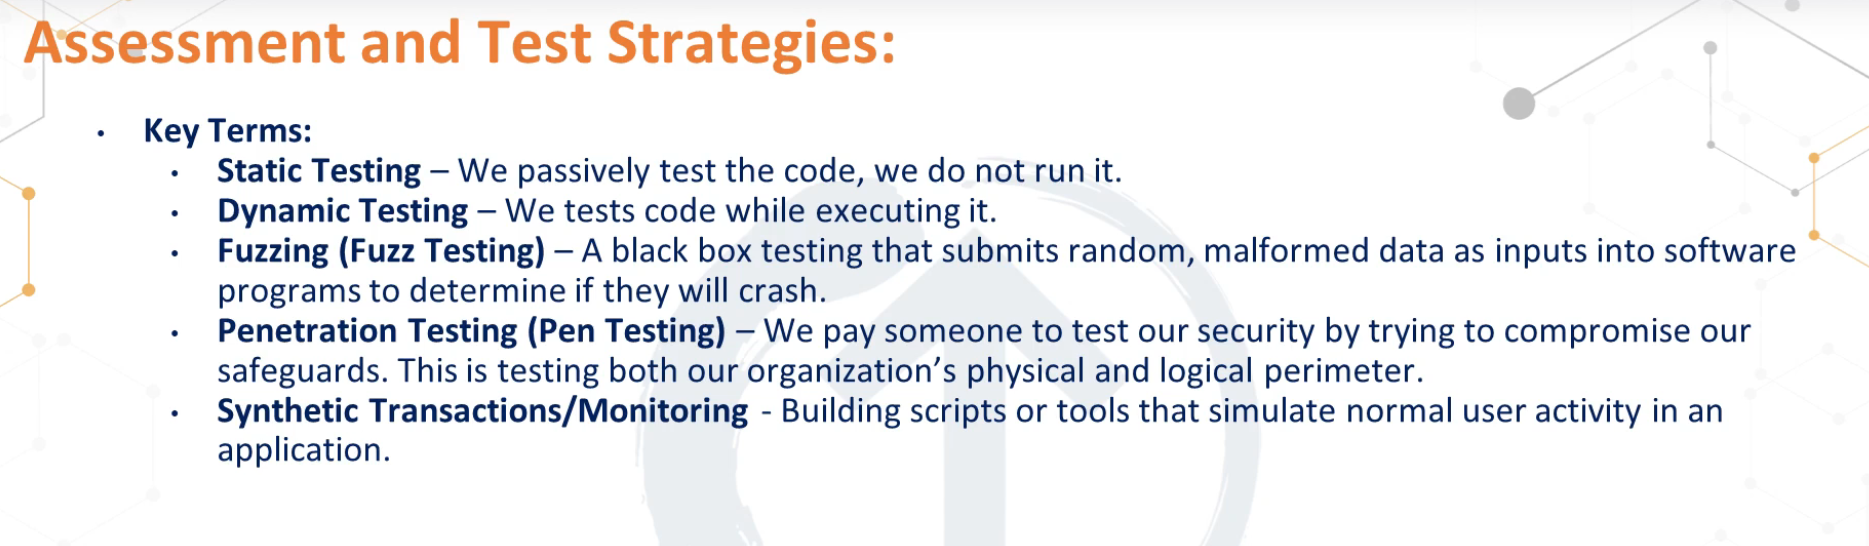 Assessment and Test Strategies:
• Key Terms:
• Static Testing – We passively test the code, we do not run it.
• Dynamic Testing – We tests code while executing it.
• Fuzzing (Fuzz Testing) – A black box testing that submits random, malformed data as inputs into software
programs to determine if they will crash.
• Penetration Testing (Pen Testing) – We pay someone to test our security by trying to compromise our
safeguards. This is testing both our organization’s physical and logical perimeter.
• Synthetic Transactions/Monitoring - Building scripts or tools that simulate normal user activity in an
application.